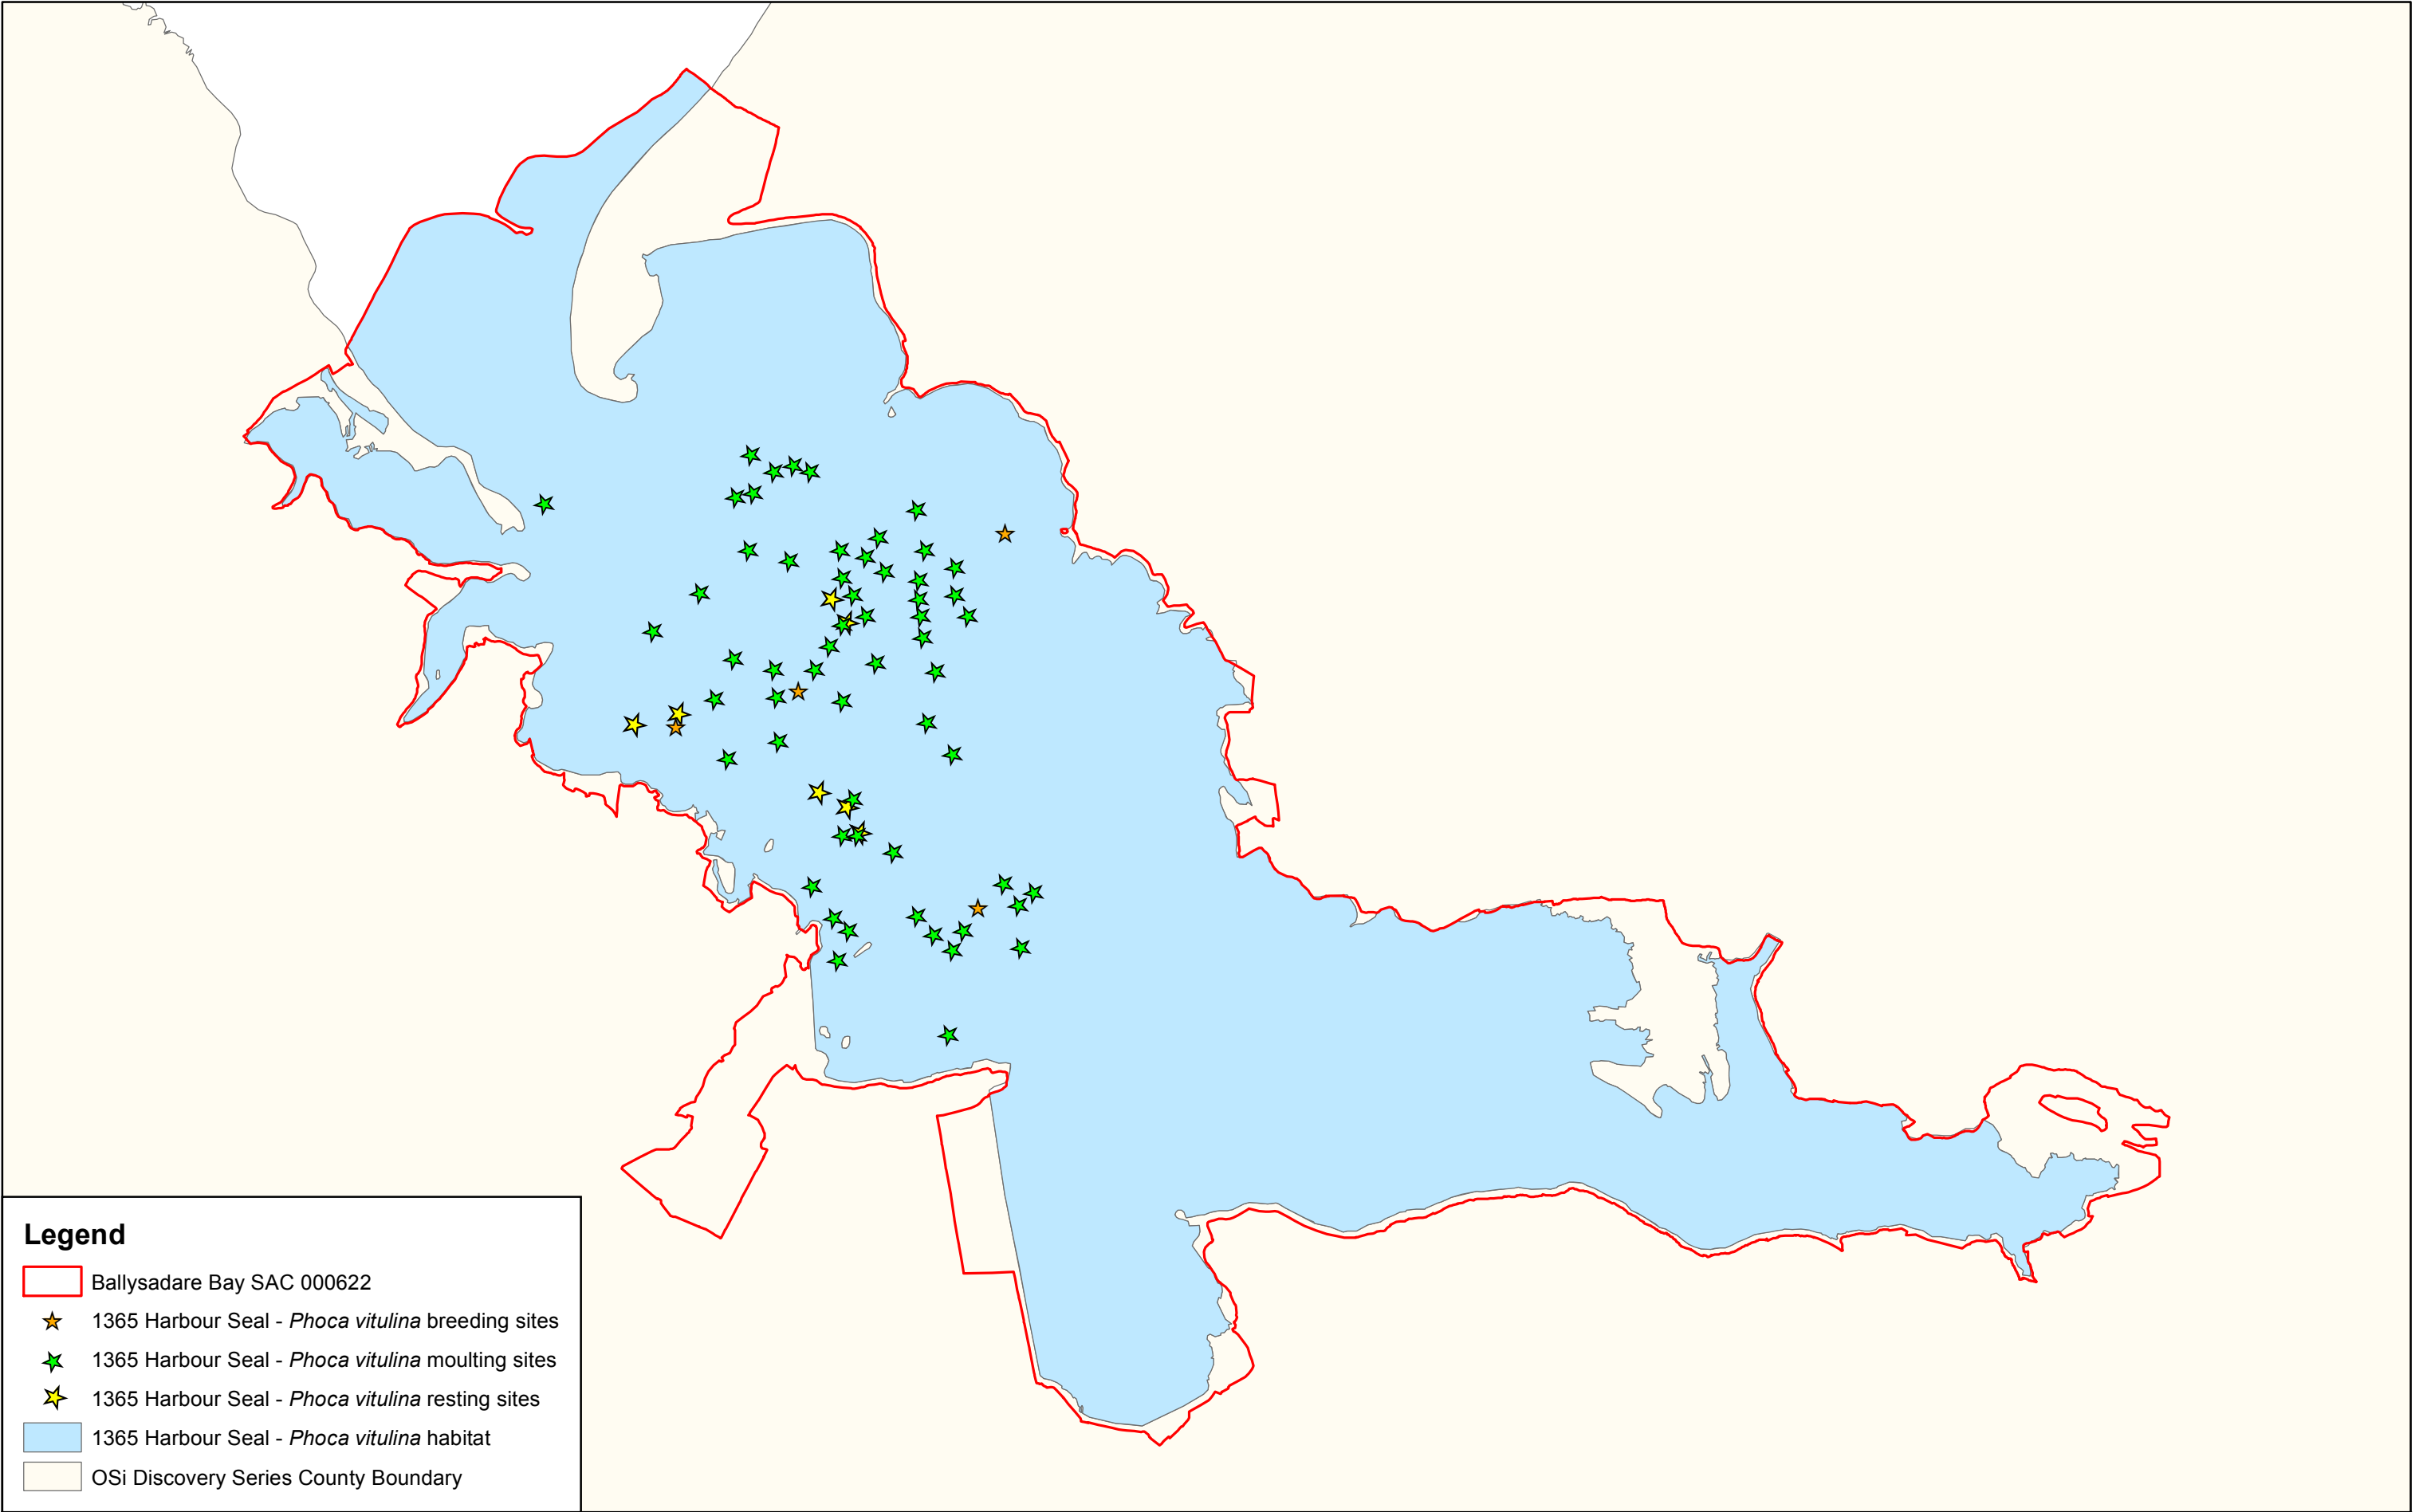 Legend
Ballysadare Bay SAC 000622
1365 Harbour Seal - Phoca vitulina breeding sites
1365 Harbour Seal - Phoca vitulina moulting sites
1365 Harbour Seal - Phoca vitulina resting sites
1365 Harbour Seal - Phoca vitulina habitat
OSi Discovery Series County Boundary